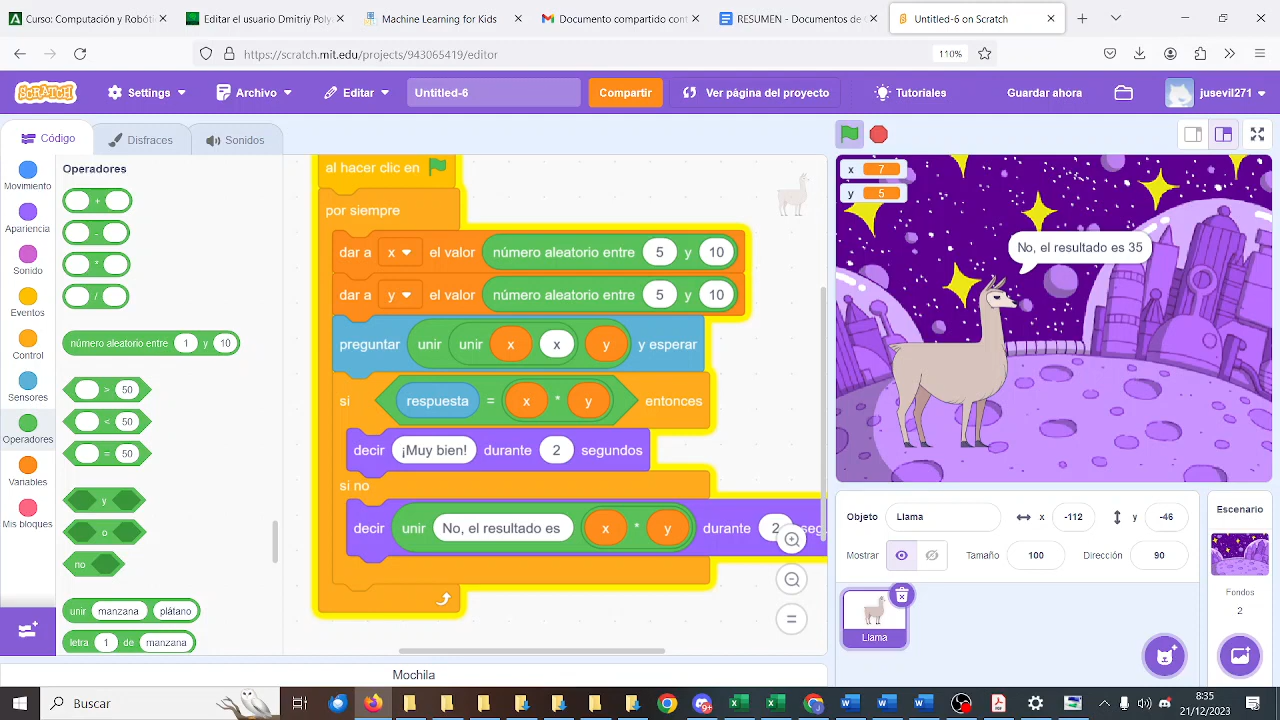 Curso: Computación y Robóti
Editar el usuario Dmitriy Poly
Machine Learning for Kids
Documento compartido cont
RESUMEN - Documentos de
Untitled-6 on Scratch
https://scratch.mit.edu/projects/943065419/editor
110%
SCRATCH
Settings
Archivo
Editar
Untitled-6
Compartir
Ver página del proyecto
Tutoriales
Guardar ahora
jusevil271
Código
Disfraces
Sonidos
Movimiento
Apariencia
Sonido
Eventos
Control
Sensores
Operadores
Variables
Mis bloques
Operadores
+
-
*
/
número aleatorio entre 1 y 10
> 50
< 50
= 50
y
o
no
unir manzana plátano
letra 1 de manzana
al hacer clic en
por siempre
dar a x el valor número aleatorio entre 5 y 10
dar a y el valor número aleatorio entre 5 y 10
preguntar unir unir x x y y esperar
si respuesta = x * y entonces
decir ¡Muy bien! durante 2 segundos
si no
decir unir No, el resultado es x * y durante 2 seg
x 7
y 5
No, el resultado es 35
Objeto Llama x -112 y -46
Mostrar Tamaño 100 Dirección 90
Llama
Escenario
Fondos
2
Mochila
Buscar
8:35
21/12/2023